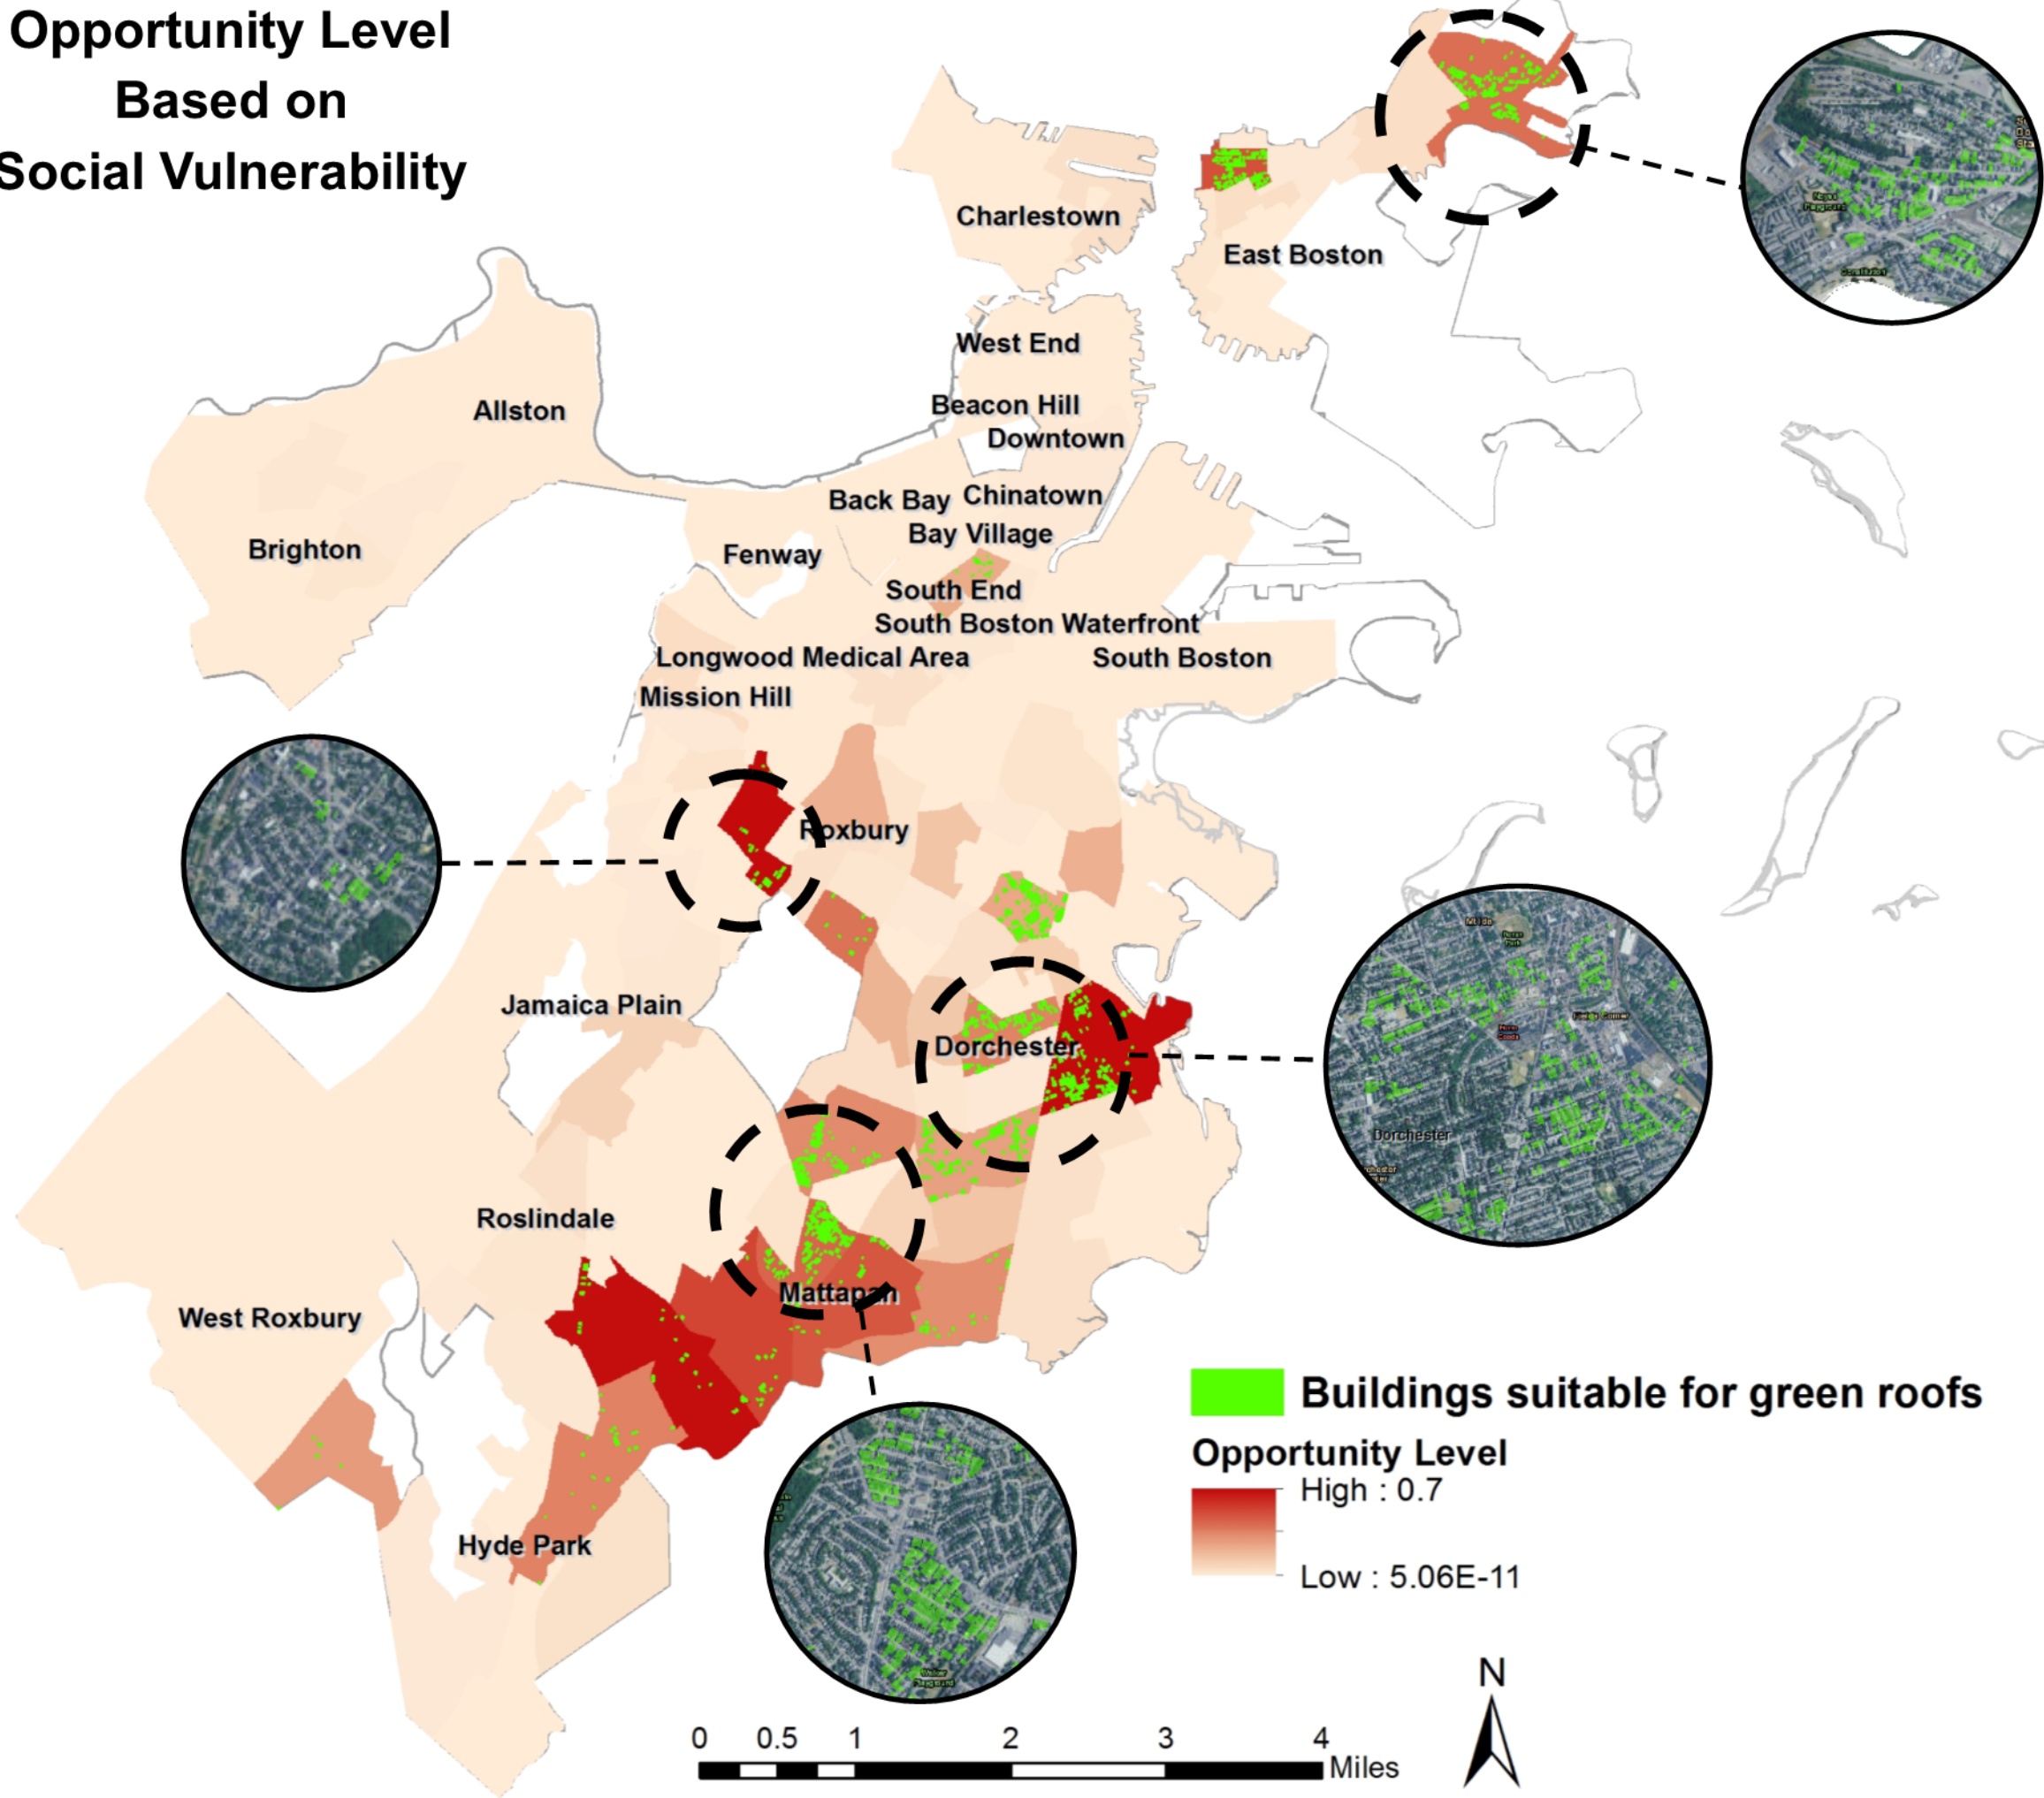 Opportunity Level
Based on
Social Vulnerability
Charlestown
East Boston
West End
Allston
Beacon Hill
Downtown
Back Bay
Chinatown
Bay Village
Brighton
Fenway
South End
South Boston Waterfront
Longwood Medical Area
South Boston
Mission Hill
Roxbury
Jamaica Plain
Dorchester
Dorchester
Roslindale
Mattapan
West Roxbury
Hyde Park
Buildings suitable for green roofs
Opportunity Level
High : 0.7
Low : 5.06E-11
N
0 0.5 1 2 3 4
Miles